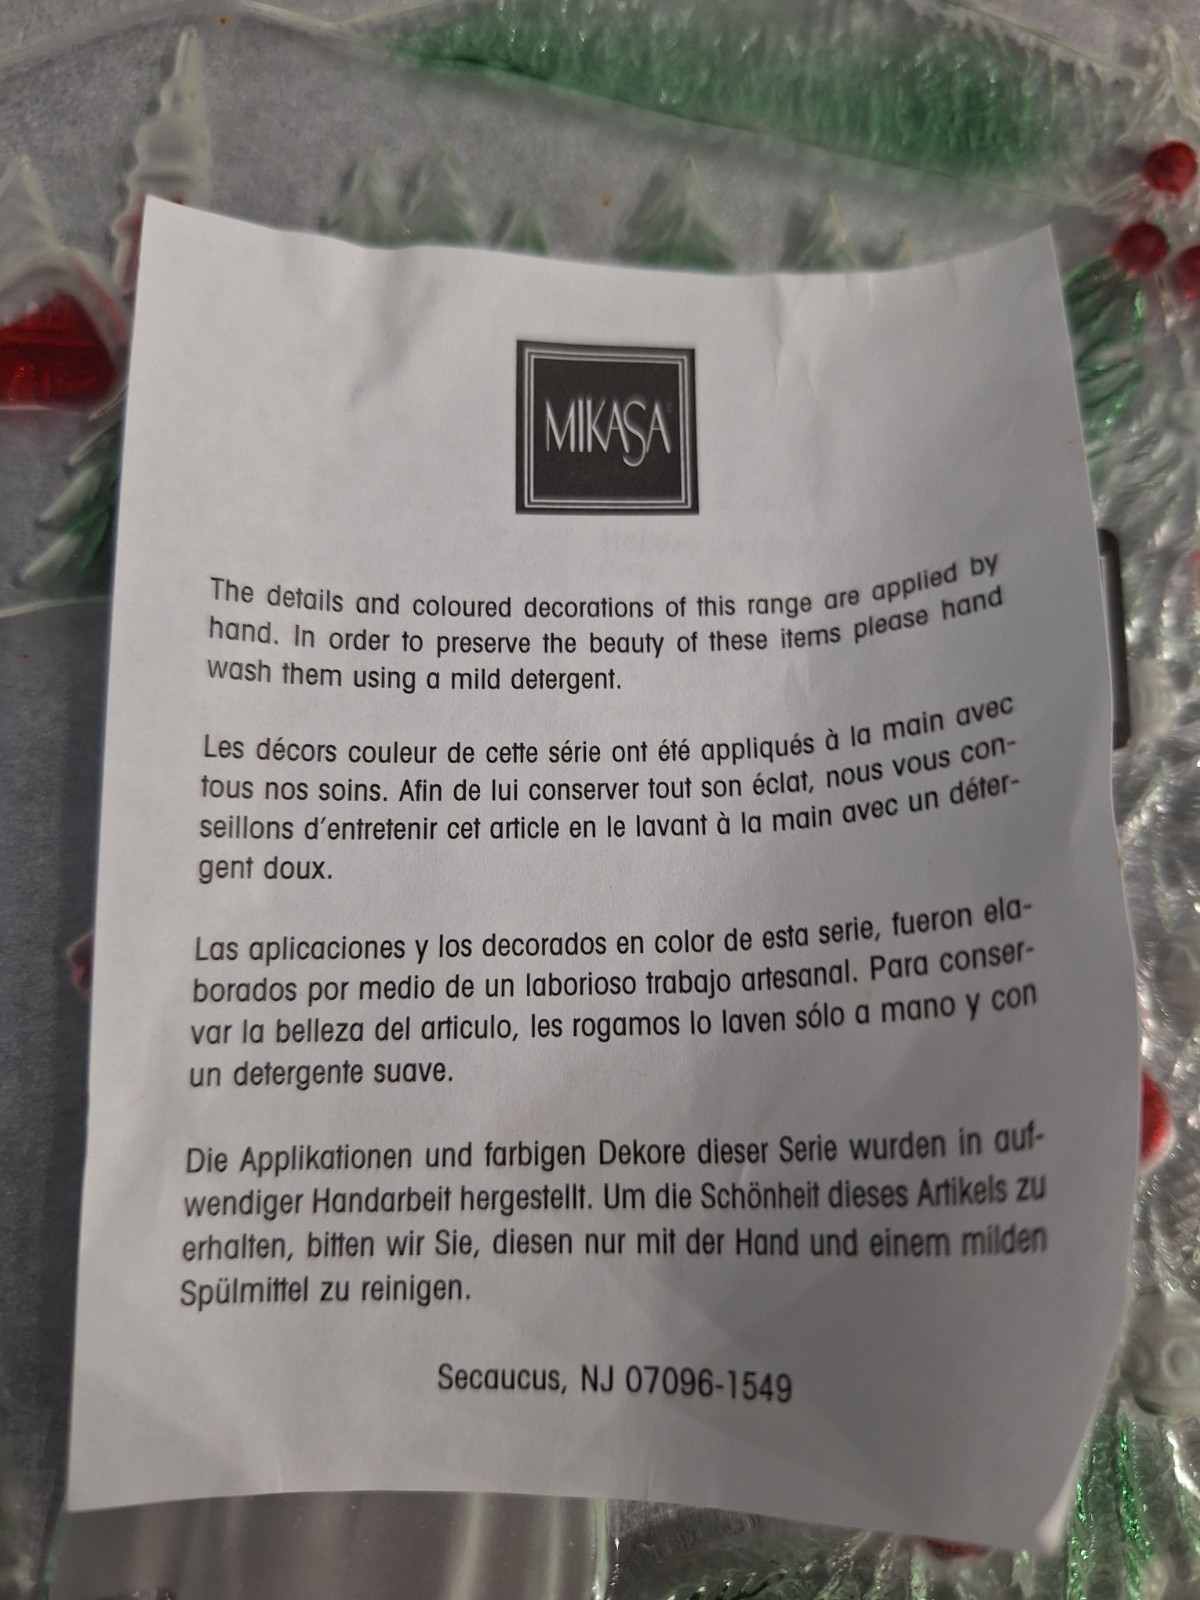 MIKASA
The details and coloured decorations of this range are applied by
hand. In order to preserve the beauty of these items please hand
wash them using a mild detergent.
Les décors couleur de cette série ont été appliqués à la main avec
tous nos soins. Afin de lui conserver tout son éclat, nous vous con-
seillons d'entretenir cet article en le lavant à la main avec un déter-
gent doux.
Las aplicaciones y los decorados en color de esta serie, fueron ela-
borados por medio de un laborioso trabajo artesanal. Para conser-
var la belleza del articulo, les rogamos lo laven sólo a mano y con
un detergente suave.
Die Applikationen und farbigen Dekore dieser Serie wurden in auf-
wendiger Handarbeit hergestellt. Um die Schönheit dieses Artikels zu
erhalten, bitten wir Sie, diesen nur mit der Hand und einem milden
Spülmittel zu reinigen.
Secaucus, NJ 07096-1549